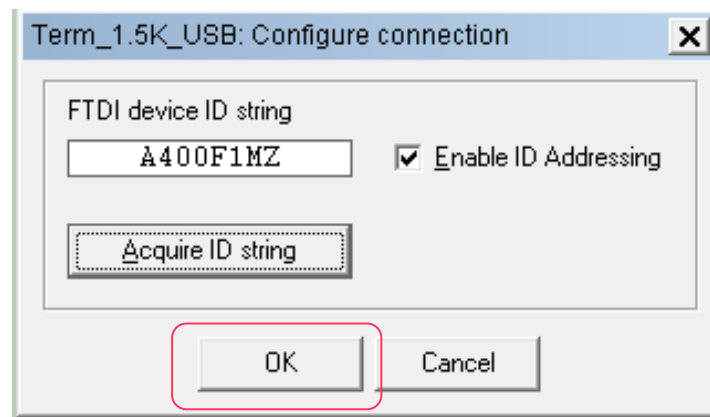 Term_1.5K_USB: Configure connection
FTDI device ID string
A400F1MZ
Enable ID Addressing
Acquire ID string
OK
Cancel